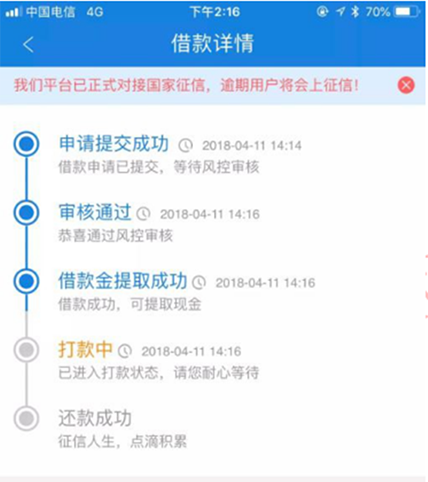 中国电信 4G 下午2:16 70%
借款详情
我们平台已正式对接国家征信，逾期用户将会上征信！
申请提交成功 2018-04-11 14:14
借款申请已提交，等待风控审核
审核通过 2018-04-11 14:16
恭喜通过风控审核
借款金提取成功 2018-04-11 14:16
借款成功，可提取现金
打款中 2018-04-11 14:16
已进入打款状态，请您耐心等待
还款成功
征信人生，点滴积累